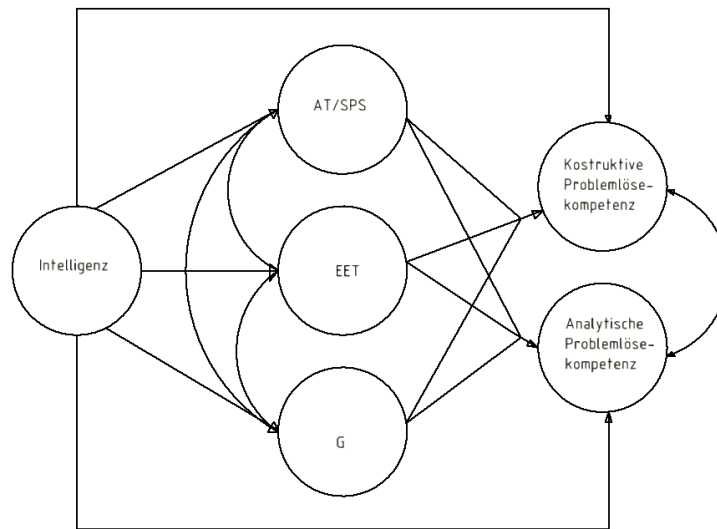 AT/SPS
Kostruktive
Problemlöse-
kompetenz
Intelligenz
EET
Analytische
Problemlöse-
kompetenz
G